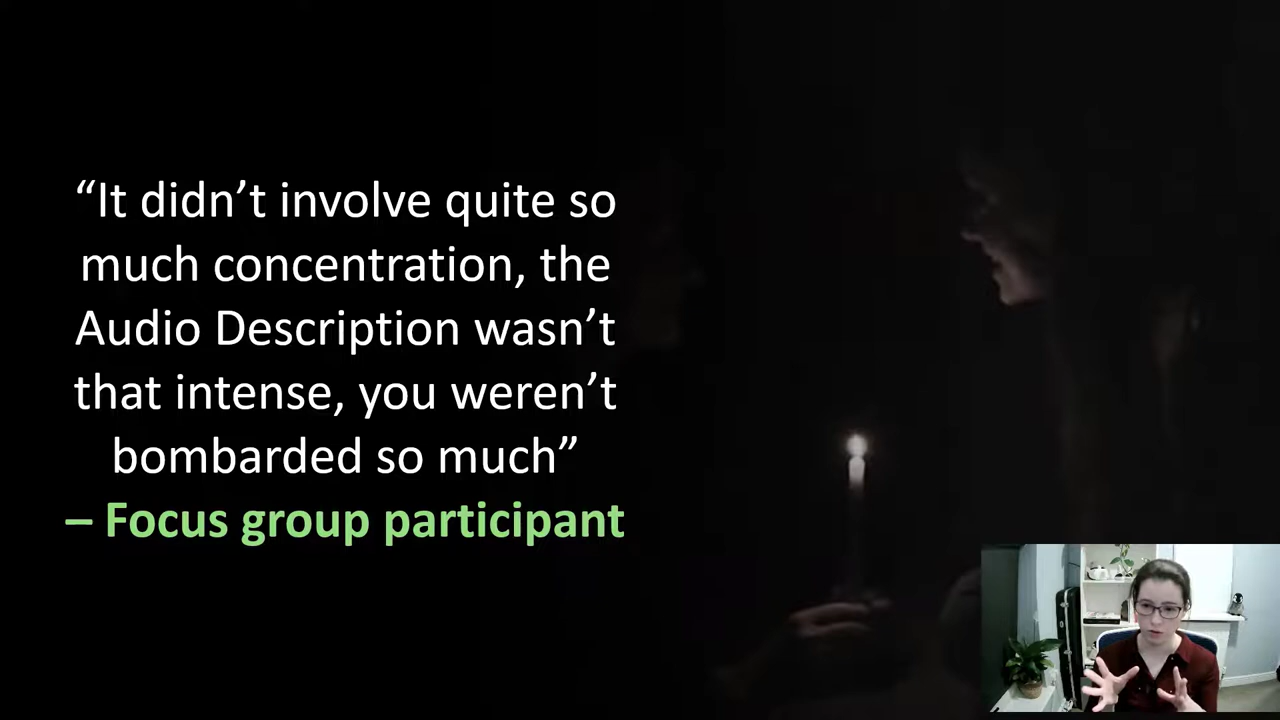 “It didn’t involve quite so
much concentration, the
Audio Description wasn’t
that intense, you weren’t
bombarded so much”
– Focus group participant